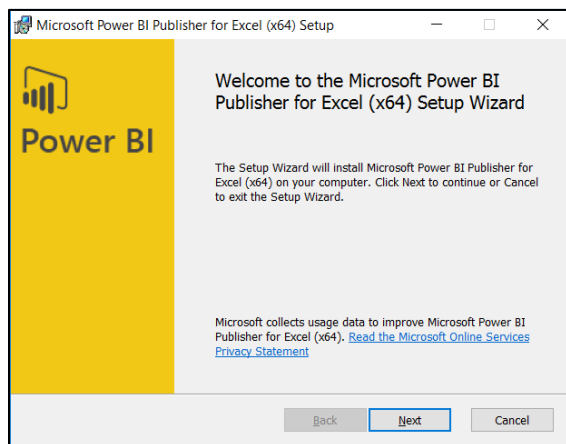 Microsoft Power BI Publisher for Excel (x64) Setup
Power BI
Welcome to the Microsoft Power BI
Publisher for Excel (x64) Setup Wizard
The Setup Wizard will install Microsoft Power BI Publisher for
Excel (x64) on your computer. Click Next to continue or Cancel
to exit the Setup Wizard.
Microsoft collects usage data to improve Microsoft Power BI
Publisher for Excel (x64). Read the Microsoft Online Services
Privacy Statement
Back
Next
Cancel